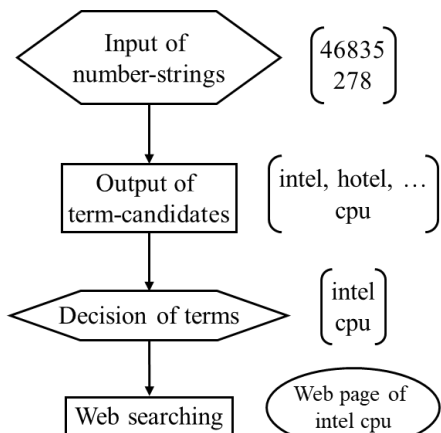 Input of
number-strings
46835
278
Output of
term-candidates
intel, hotel, …
cpu
Decision of terms
intel
cpu
Web searching
Web page of
intel cpu